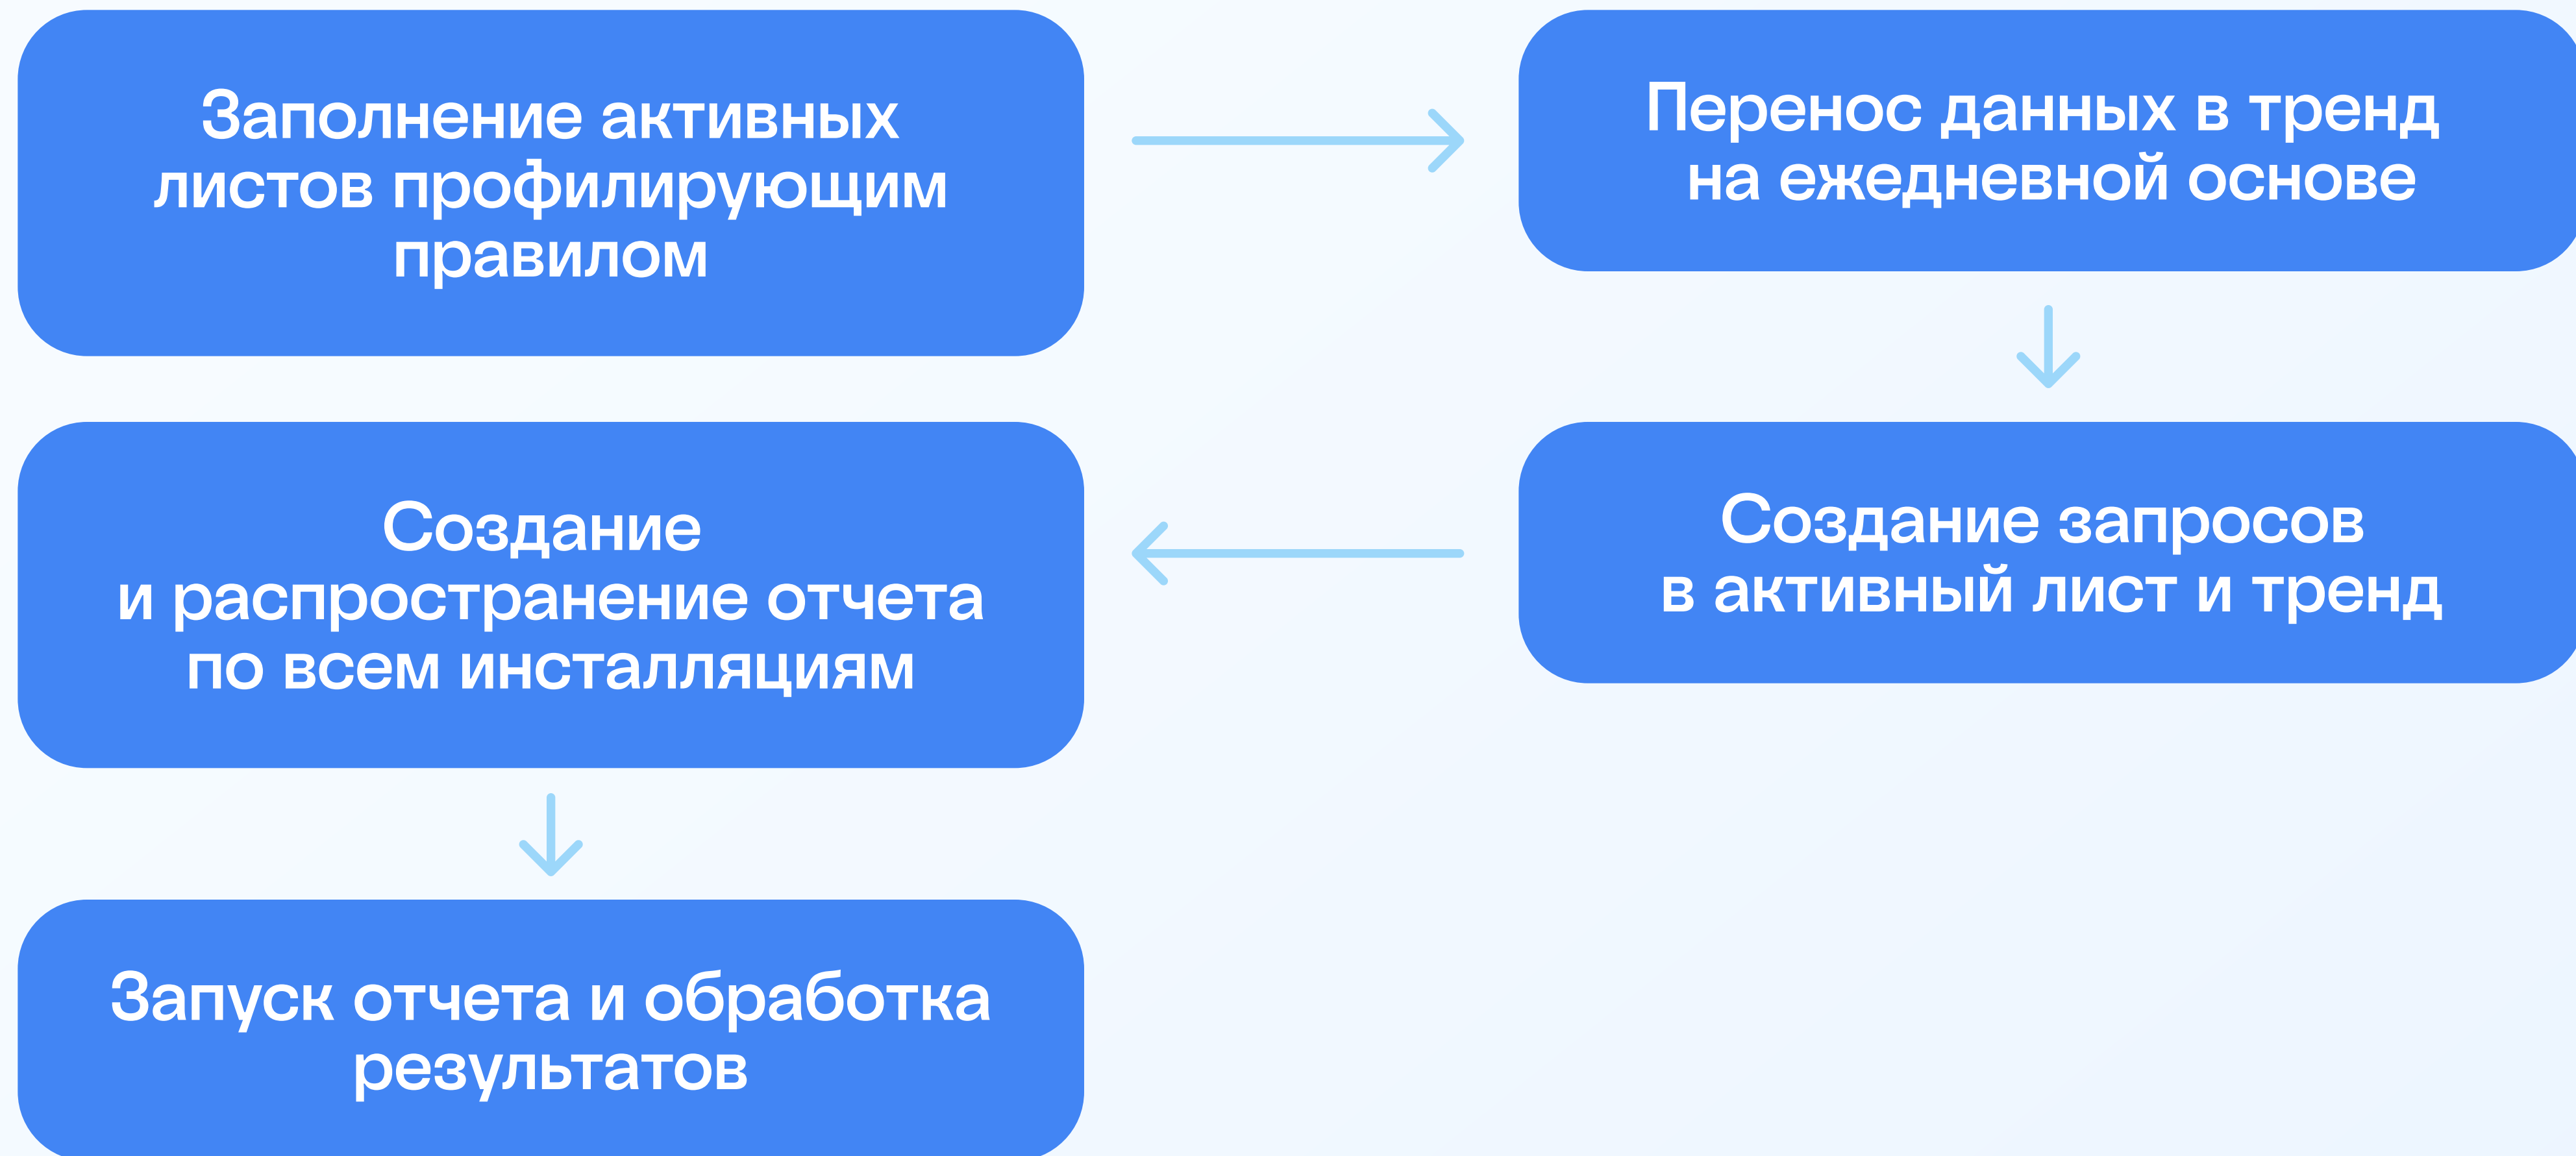 Заполнение активных
листов профилирующим
правилом
Перенос данных в тренд
на ежедневной основе
Создание запросов
в активный лист и тренд
Создание
и распространение отчета
по всем инсталляциям
Запуск отчета и обработка
результатов